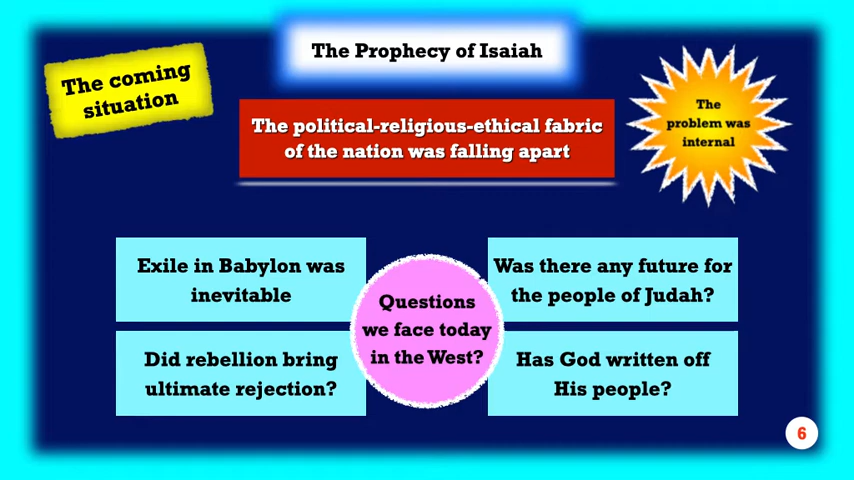 The Prophecy of Isaiah
The coming
situation
The political-religious-ethical fabric
of the nation was falling apart
The
problem was
internal
Exile in Babylon was
inevitable
Was there any future for
the people of Judah?
Questions
we face today
in the West?
Did rebellion bring
ultimate rejection?
Has God written off
His people?
6